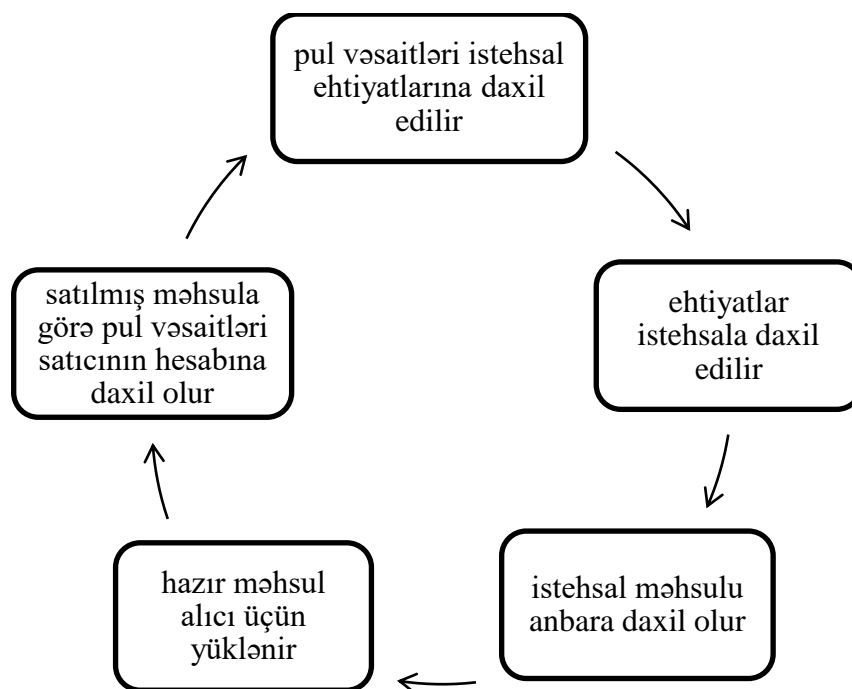 pul vəsaitləri istehsal
ehtiyatlarına daxil
edilir
ehtiyatlar
istehsala daxil
edilir
istehsal məhsulu
anbara daxil olur
hazır məhsul
alıcı üçün
yüklənir
satılmış məhsula
görə pul vəsaitləri
satıcının hesabına
daxil olur